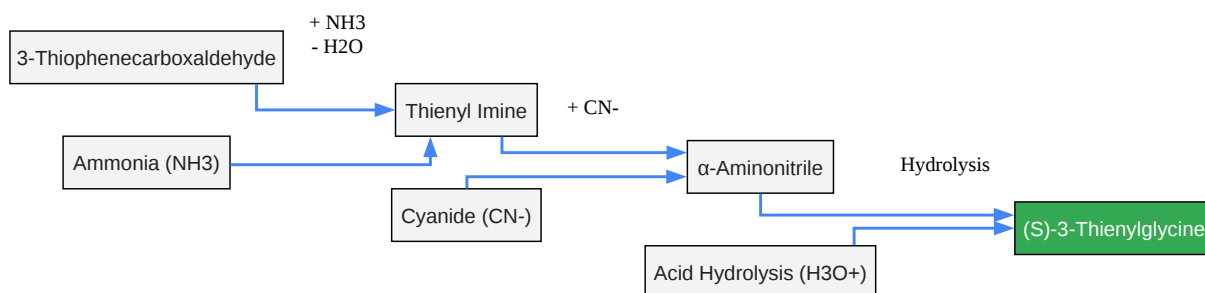 + NH3
- H2O
3-Thiophenecarboxaldehyde
Thienyl Imine
+ CN-
Ammonia (NH3)
α-Aminonitrile
Hydrolysis
Cyanide (CN-)
(S)-3-Thienylglycine
Acid Hydrolysis (H3O+)